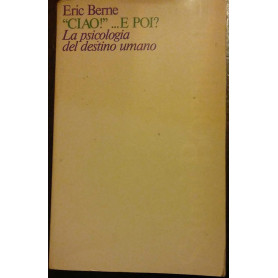 Eric Berne
"CIAO!" ... E POI?
La psicologia
del destino umano